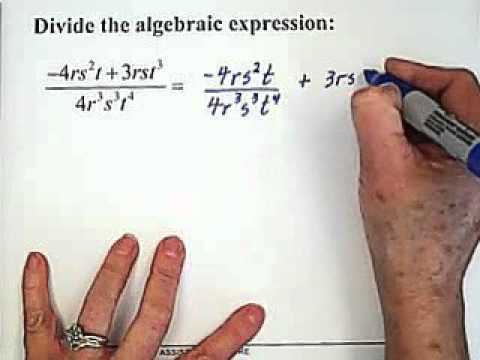 Divide the algebraic expression:
-4rs²t + 3rst³ / 4r³s³t⁴ = -4rs²t / 4r³s³t⁴ + 3rs